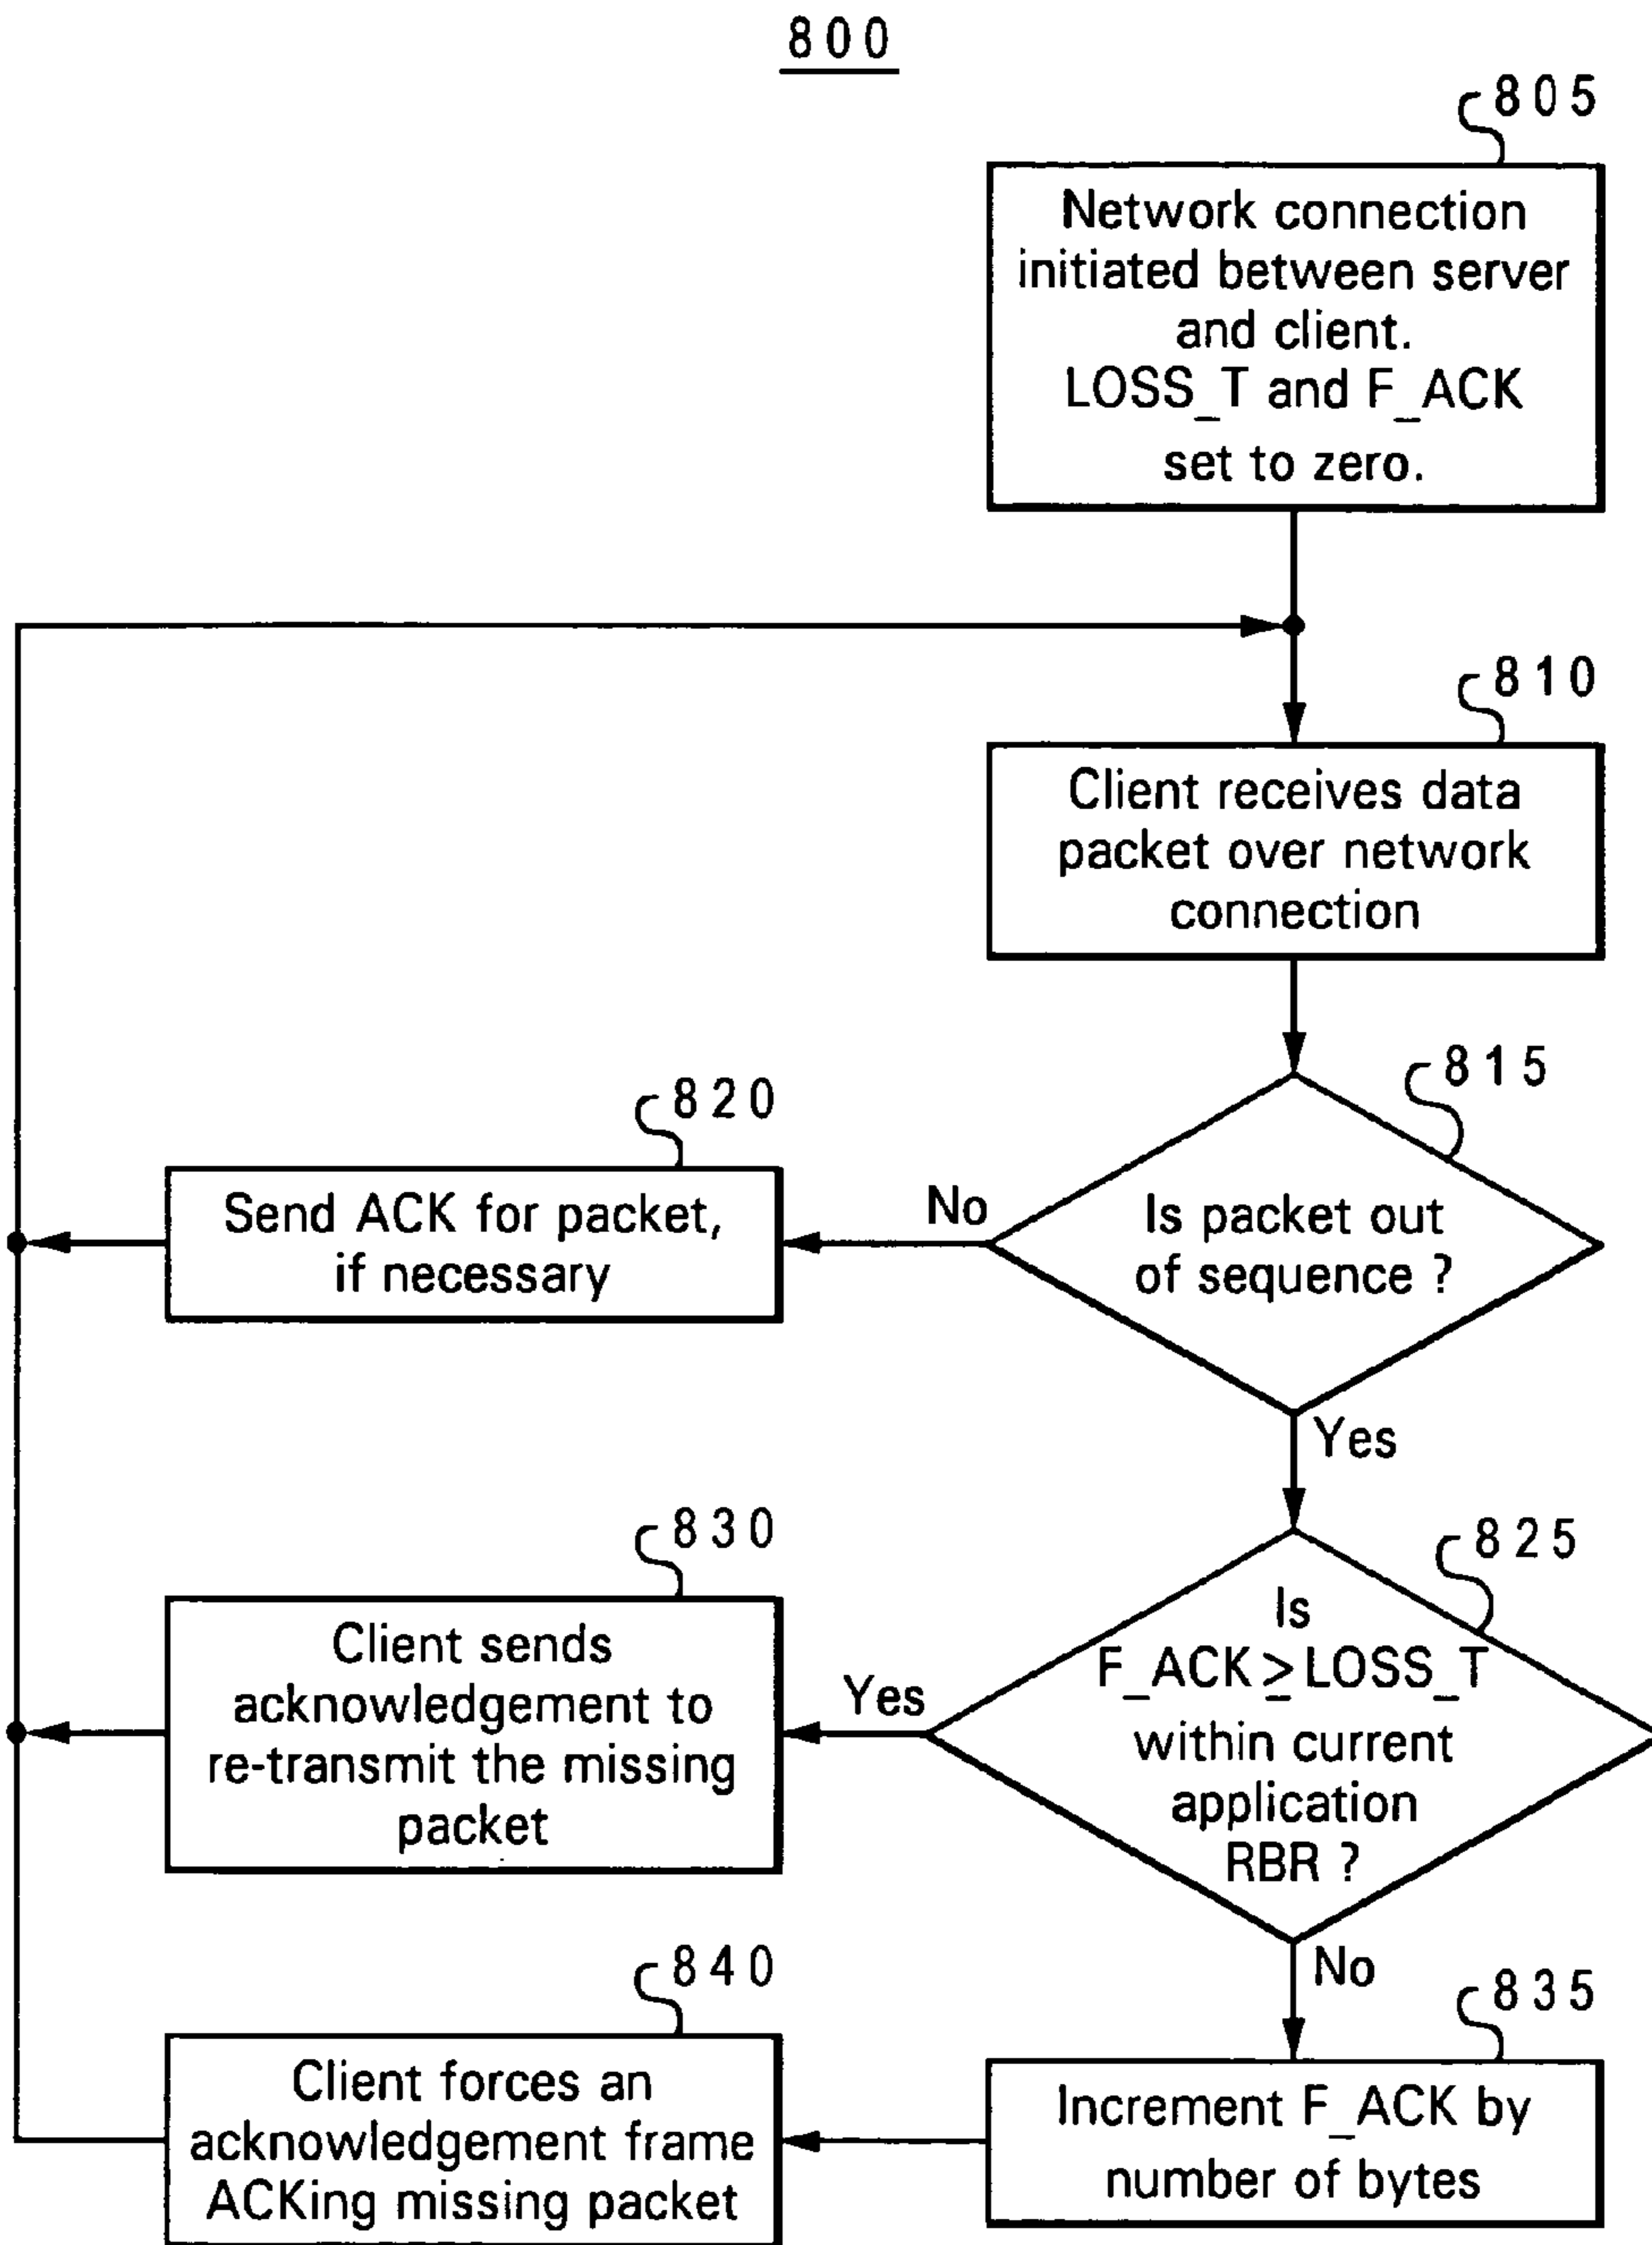 800
805
Network connection
initiated between server
and client.
LOSS_T and F_ACK
set to zero.
810
Client receives data
packet over network
connection
815
Is packet out
of sequence ?
No
Yes
820
Send ACK for packet,
if necessary
825
Is
F_ACK ≥ LOSS_T
within current
application
RBR ?
Yes
No
830
Client sends
acknowledgement to
re-transmit the missing
packet
835
Increment F_ACK by
number of bytes
840
Client forces an
acknowledgement frame
ACKing missing packet